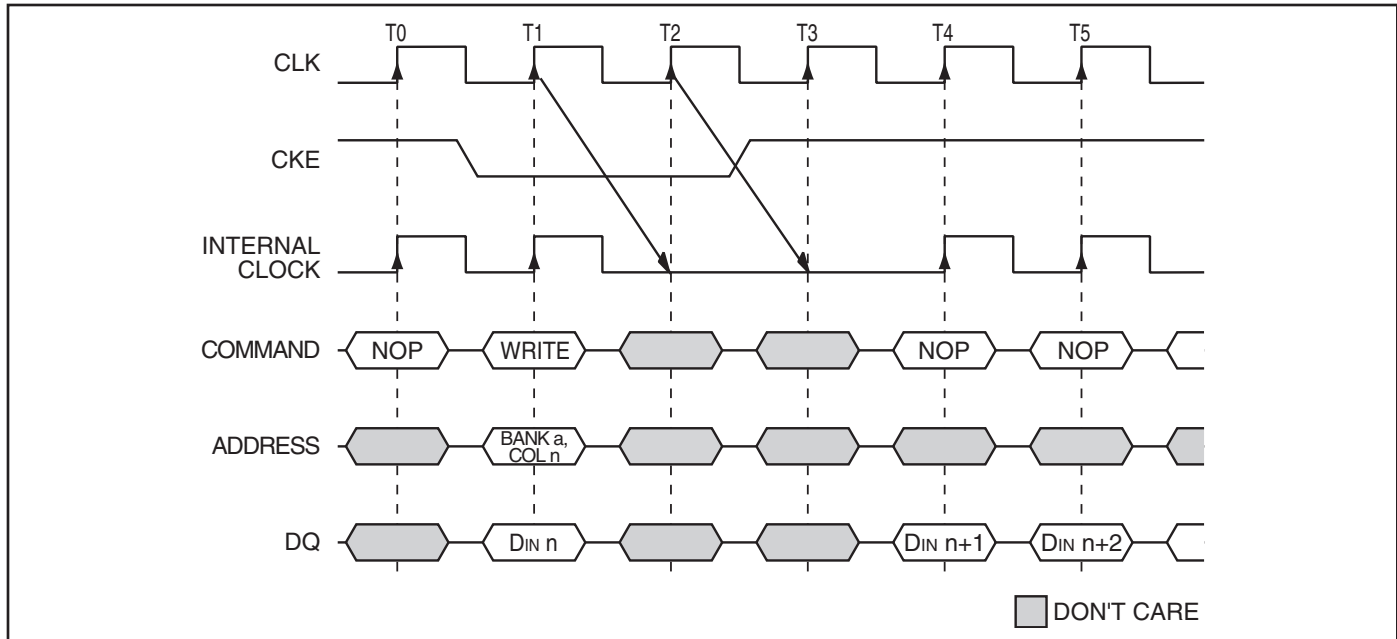 T0 T1 T2 T3 T4 T5
CLK
CKE
INTERNAL
CLOCK
COMMAND NOP WRITE NOP NOP
ADDRESS BANK a,
COL n
DQ DIN n DIN n+1 DIN n+2
DON'T CARE